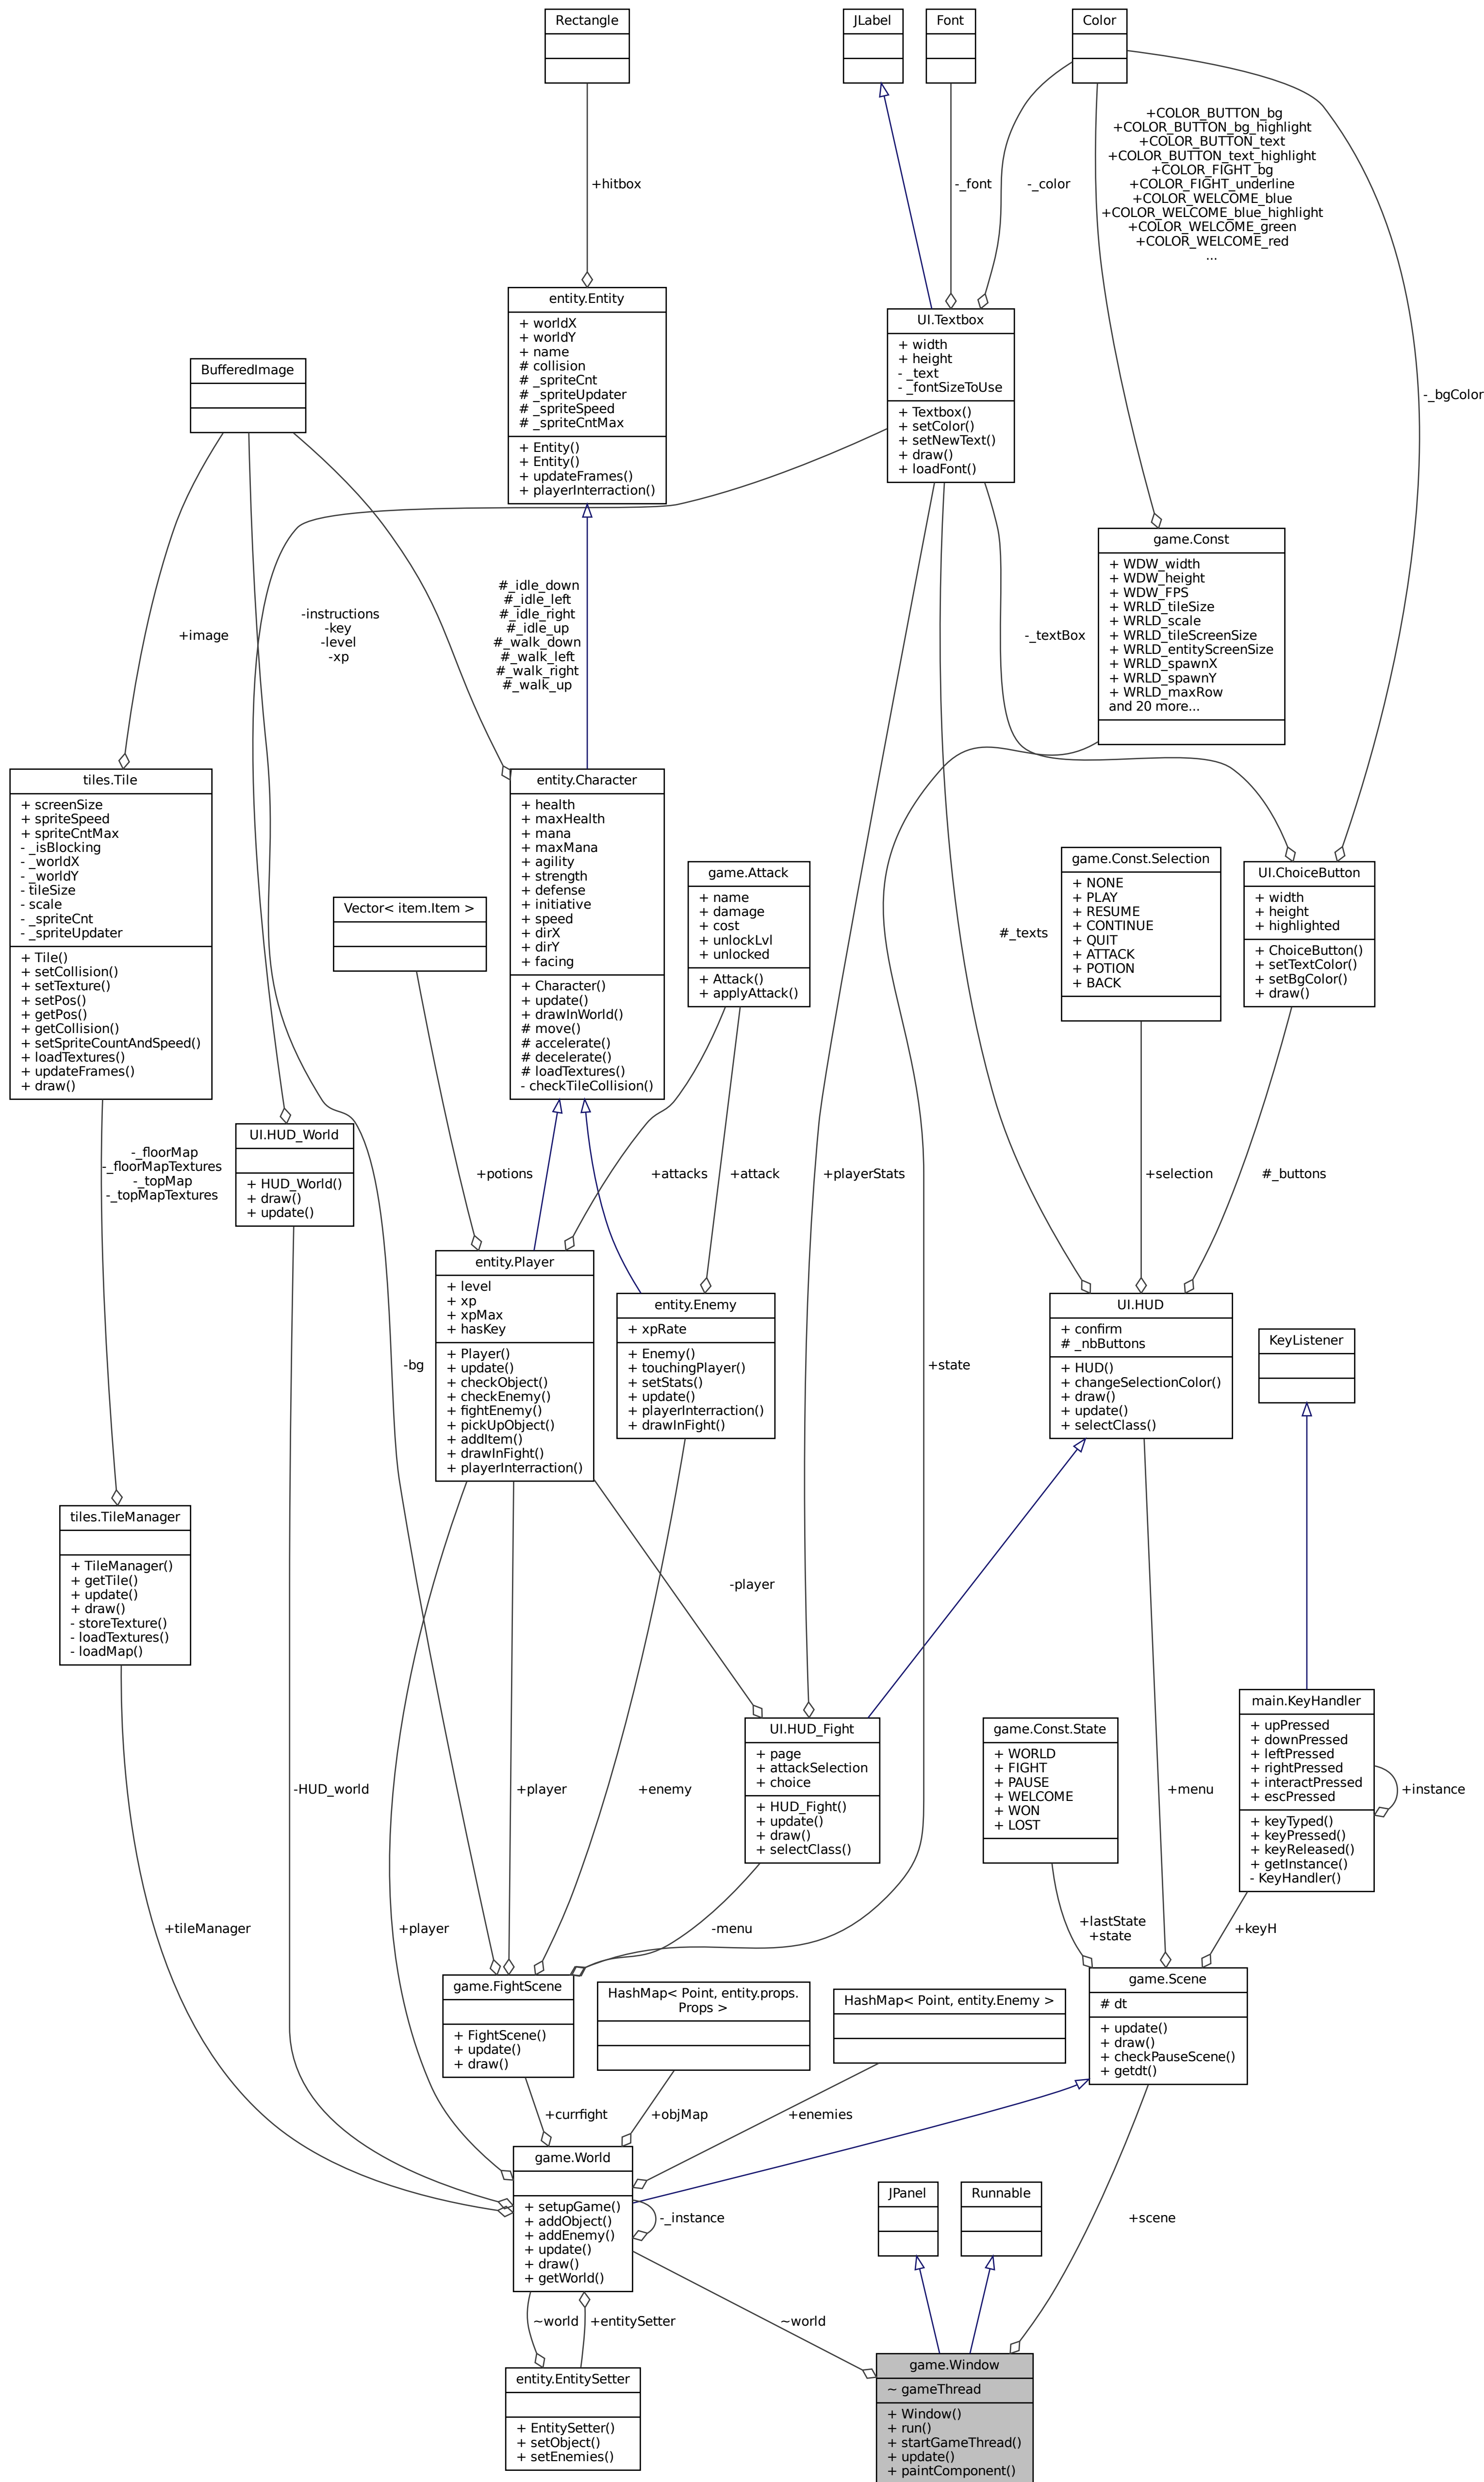 Rectangle
JLabel
Font
Color
+COLOR_BUTTON_bg
+COLOR_BUTTON_bg_highlight
+COLOR_BUTTON_text
+COLOR_BUTTON_text_highlight
+COLOR_FIGHT_bg
+COLOR_FIGHT_underline
+COLOR_WELCOME_blue
+COLOR_WELCOME_blue_highlight
+COLOR_WELCOME_green
+COLOR_WELCOME_red
...
+hitbox
-_font
-_color
-_bgColor
entity.Entity
+ worldX
+ worldY
+ name
# collision
# _spriteCnt
# _spriteUpdater
# _spriteSpeed
# _spriteCntMax
+ Entity()
+ Entity()
+ updateFrames()
+ playerInterraction()
UI.Textbox
+ width
+ height
- _text
- _fontSizeToUse
+ Textbox()
+ setColor()
+ setNewText()
+ draw()
+ loadFont()
BufferedImage
game.Const
+ WDW_width
+ WDW_height
+ WDW_FPS
+ WRLD_tileSize
+ WRLD_scale
+ WRLD_tileScreenSize
+ WRLD_entityScreenSize
+ WRLD_spawnX
+ WRLD_spawnY
+ WRLD_maxRow
and 20 more...
+image
-instructions
-key
-level
-xp
#_idle_down
#_idle_left
#_idle_right
#_idle_up
#_walk_down
#_walk_left
#_walk_right
#_walk_up
-_textBox
tiles.Tile
+ screenSize
+ spriteSpeed
+ spriteCntMax
- _isBlocking
- _worldX
- _worldY
- tileSize
- scale
- _spriteCnt
- _spriteUpdater
+ Tile()
+ setCollision()
+ setTexture()
+ setPos()
+ getPos()
+ getCollision()
+ setSpriteCountAndSpeed()
+ loadTextures()
+ updateFrames()
+ draw()
entity.Character
+ health
+ maxHealth
+ mana
+ maxMana
+ agility
+ strength
+ defense
+ initiative
+ speed
+ dirX
+ dirY
+ facing
+ Character()
+ update()
+ drawInWorld()
# move()
# accelerate()
# decelerate()
# loadTextures()
- checkTileCollision()
Vector< item.Item >
game.Attack
+ name
+ damage
+ cost
+ unlockLvl
+ unlocked
+ Attack()
+ applyAttack()
#_texts
game.Const.Selection
+ NONE
+ PLAY
+ RESUME
+ CONTINUE
+ QUIT
+ ATTACK
+ POTION
+ BACK
UI.ChoiceButton
+ width
+ height
+ highlighted
+ ChoiceButton()
+ setTextColor()
+ setBgColor()
+ draw()
-_floorMap
-_floorMapTextures
-_topMap
-_topMapTextures
UI.HUD_World
+ HUD_World()
+ draw()
+ update()
+potions
+attacks
+attack
+playerStats
+selection
#_buttons
-bg
entity.Player
+ level
+ xp
+ xpMax
+ hasKey
+ Player()
+ update()
+ checkObject()
+ checkEnemy()
+ fightEnemy()
+ pickUpObject()
+ addItem()
+ drawInFight()
+ playerInterraction()
entity.Enemy
+ xpRate
+ Enemy()
+ touchingPlayer()
+ setStats()
+ update()
+ playerInterraction()
+ drawInFight()
+state
UI.HUD
+ confirm
# _nbButtons
+ HUD()
+ changeSelectionColor()
+ draw()
+ update()
+ selectClass()
KeyListener
tiles.TileManager
+ TileManager()
+ getTile()
+ update()
+ draw()
- storeTexture()
- loadTextures()
- loadMap()
-player
-HUD_world
+player
+enemy
UI.HUD_Fight
+ page
+ attackSelection
+ choice
+ HUD_Fight()
+ update()
+ draw()
+ selectClass()
game.Const.State
+ WORLD
+ FIGHT
+ PAUSE
+ WELCOME
+ WON
+ LOST
+menu
main.KeyHandler
+ upPressed
+ downPressed
+ leftPressed
+ rightPressed
+ interactPressed
+ escPressed
+ keyTyped()
+ keyPressed()
+ keyReleased()
+ getInstance()
- KeyHandler()
+instance
+tileManager
+player
-menu
+lastState
+state
+keyH
game.FightScene
+ FightScene()
+ update()
+ draw()
HashMap< Point, entity.props.
Props >
HashMap< Point, entity.Enemy >
game.Scene
# dt
+ update()
+ draw()
+ checkPauseScene()
+ getdt()
+currfight
+objMap
+enemies
game.World
+ setupGame()
+ addObject()
+ addEnemy()
+ update()
+ draw()
+ getWorld()
-_instance
JPanel
Runnable
+scene
~world
+entitySetter
~world
entity.EntitySetter
+ EntitySetter()
+ setObject()
+ setEnemies()
game.Window
~ gameThread
+ Window()
+ run()
+ startGameThread()
+ update()
+ paintComponent()